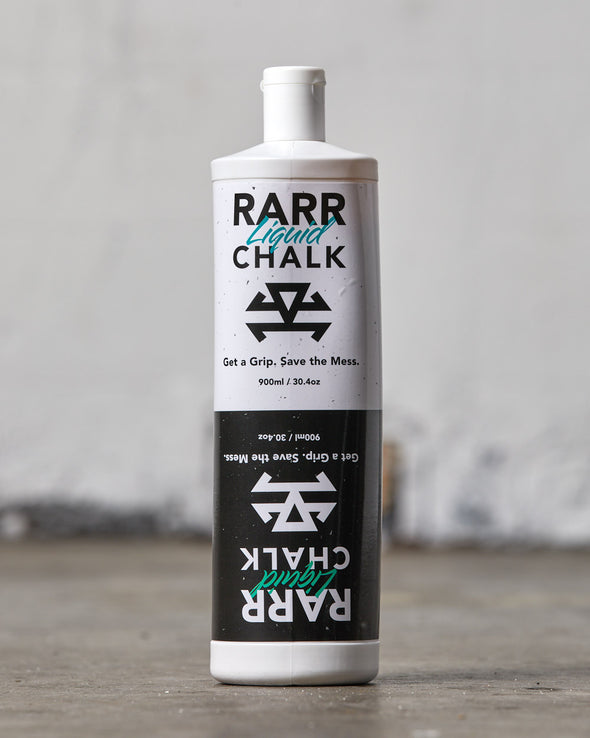 RARR
Liquid
CHALK
Get a Grip. Save the Mess.
900ml / 30.4oz
RARR
Liquid
CHALK
Get a Grip. Save the Mess.
900ml / 30.4oz